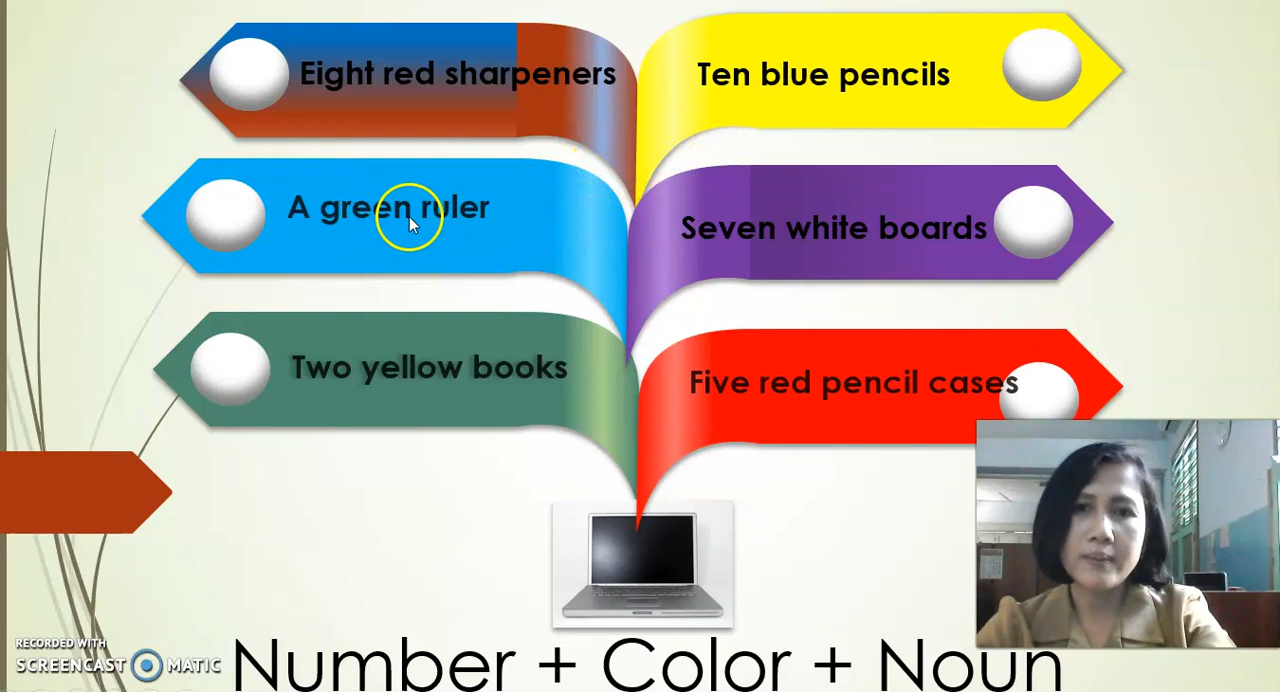 Eight red sharpeners
Ten blue pencils
A green ruler
Seven white boards
Two yellow books
Five red pencil cases
RECORDED WITH
SCREENCAST MATIC
Number + Color + Noun